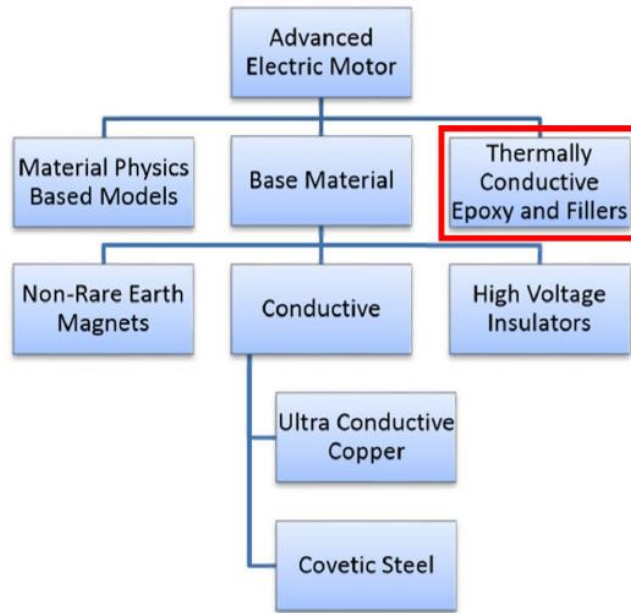 Advanced
Electric Motor
Material Physics
Based Models
Base Material
Thermally
Conductive
Epoxy and Fillers
Non-Rare Earth
Magnets
Conductive
High Voltage
Insulators
Ultra Conductive
Copper
Covetic Steel